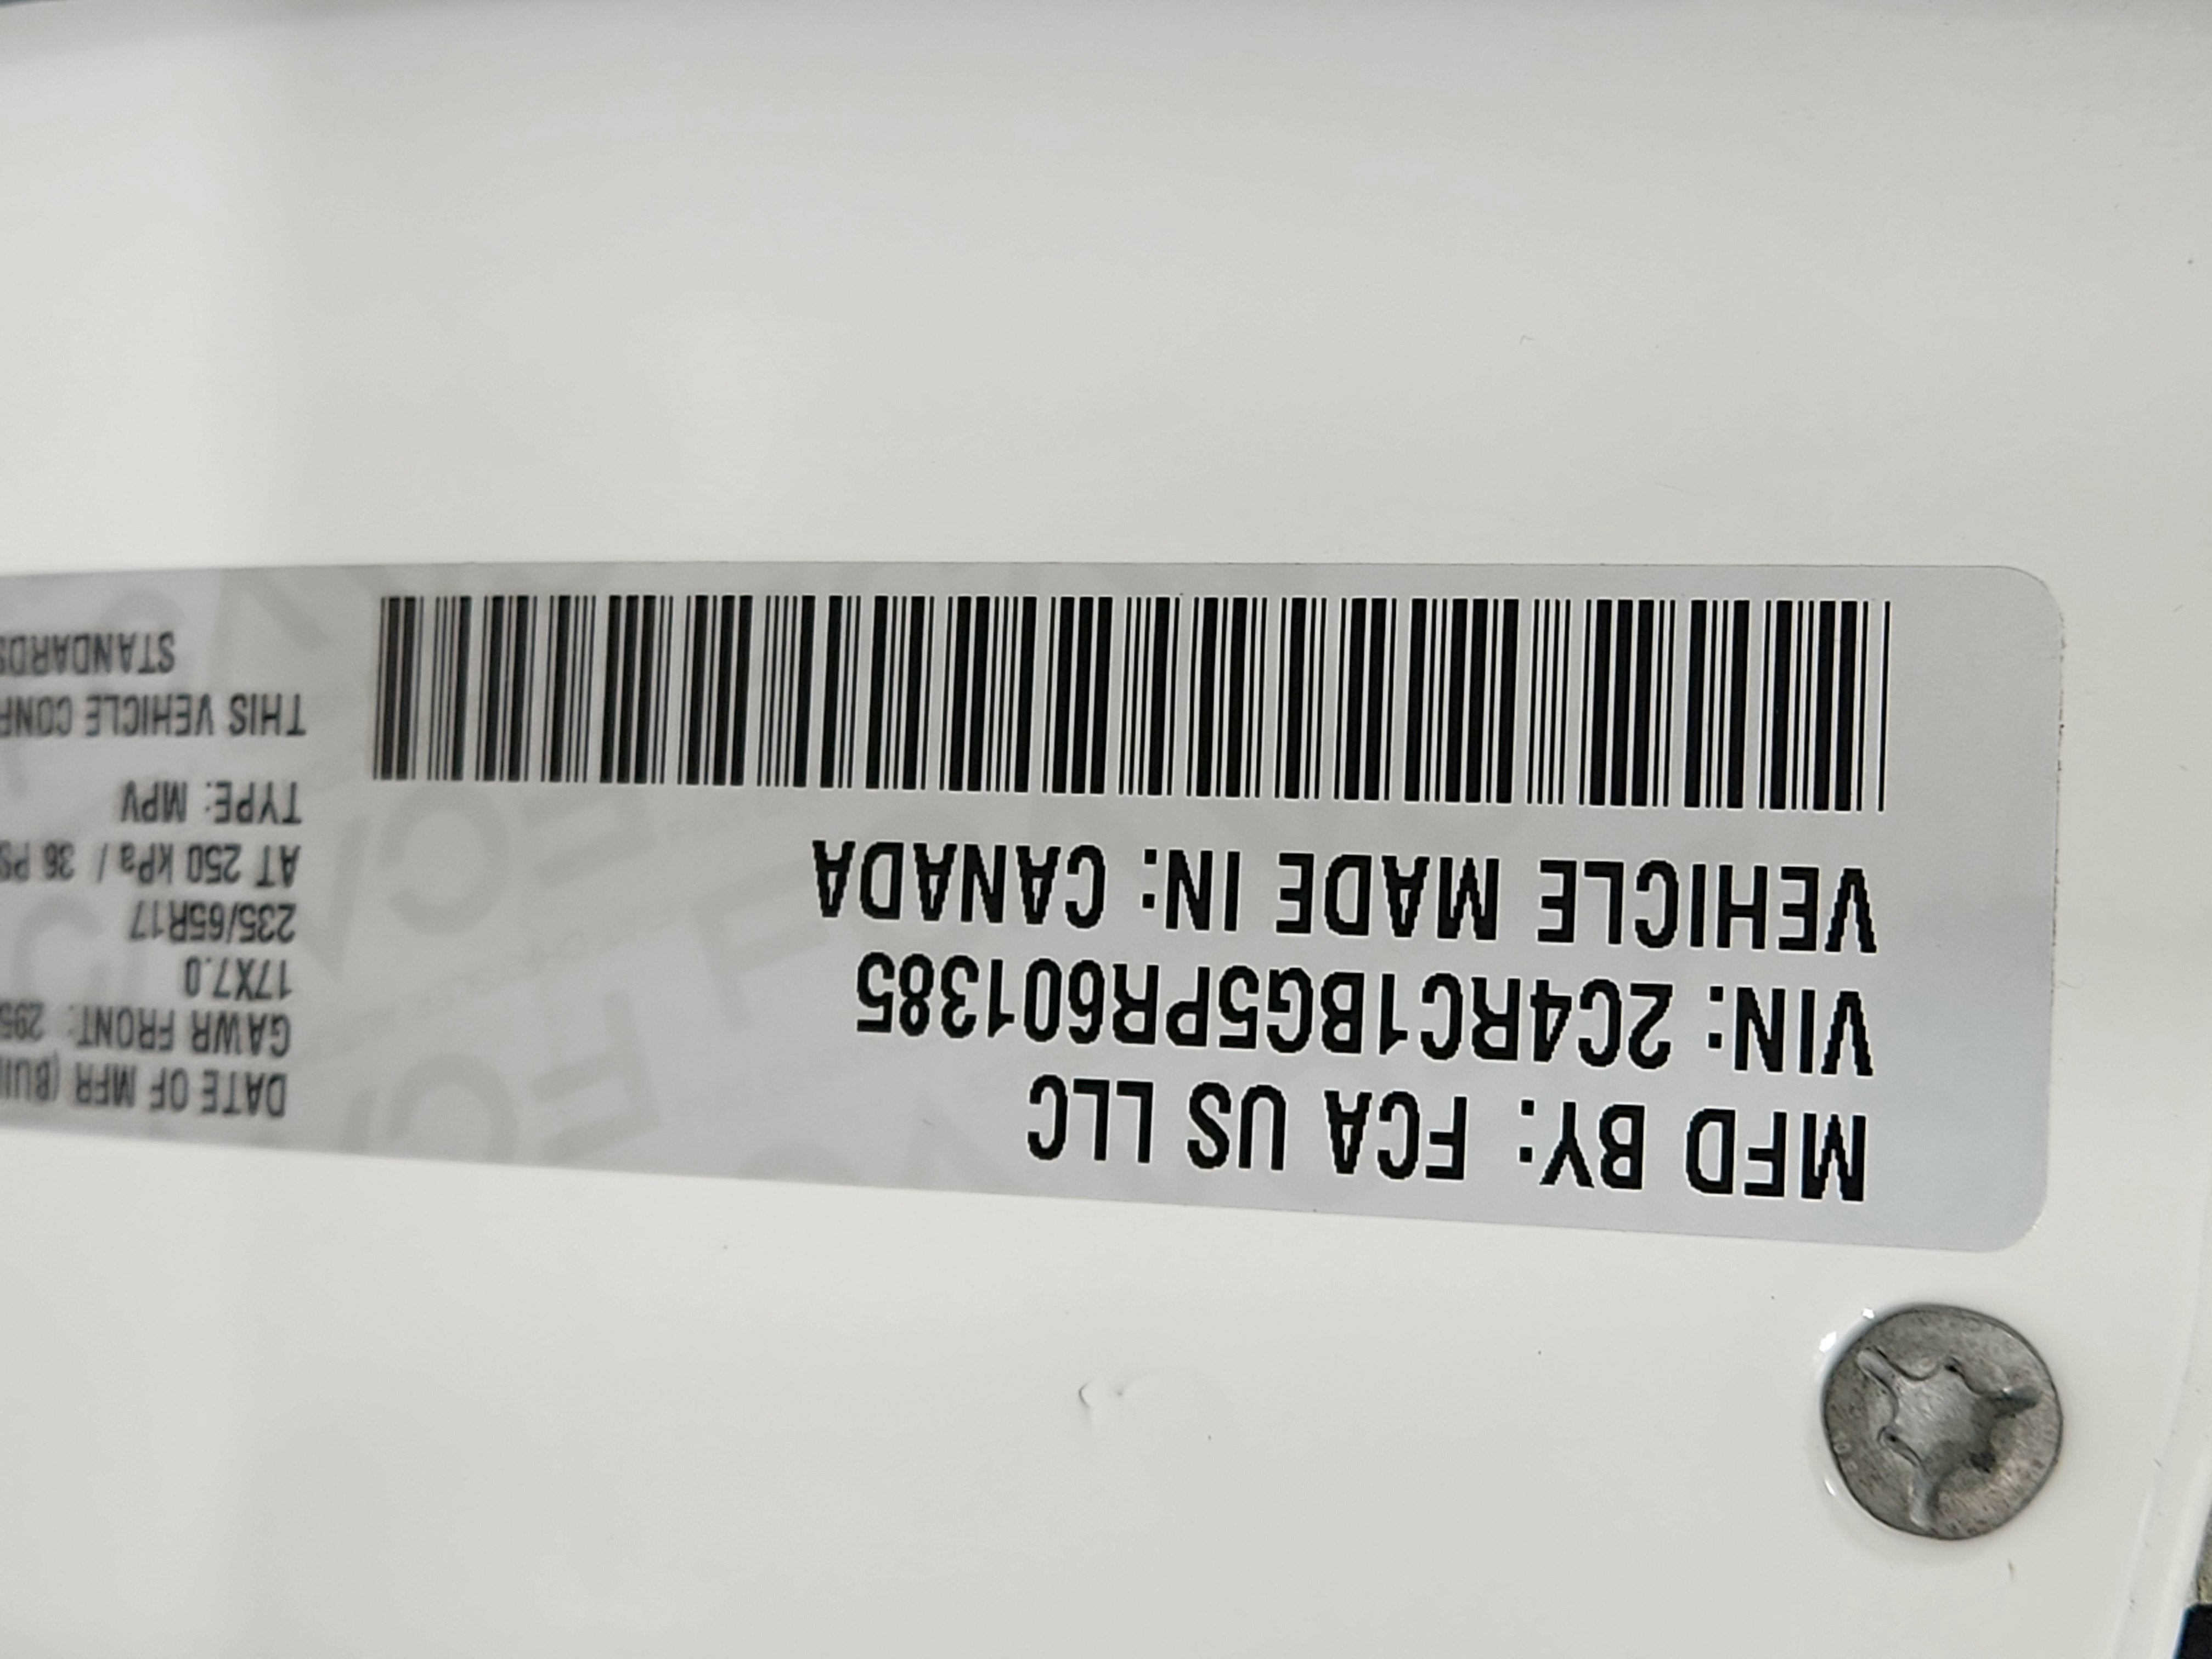 MFD BY: FCA US LLC
VIN: 2C4RC1BG5PR601385
VEHICLE MADE IN: CANADA
DATE OF MFR
GAWR FRONT:
17X7.0
235/65R17
AT 250 kPa / 36
TYPE: MPV
THIS VEHICLE
STANDARDS